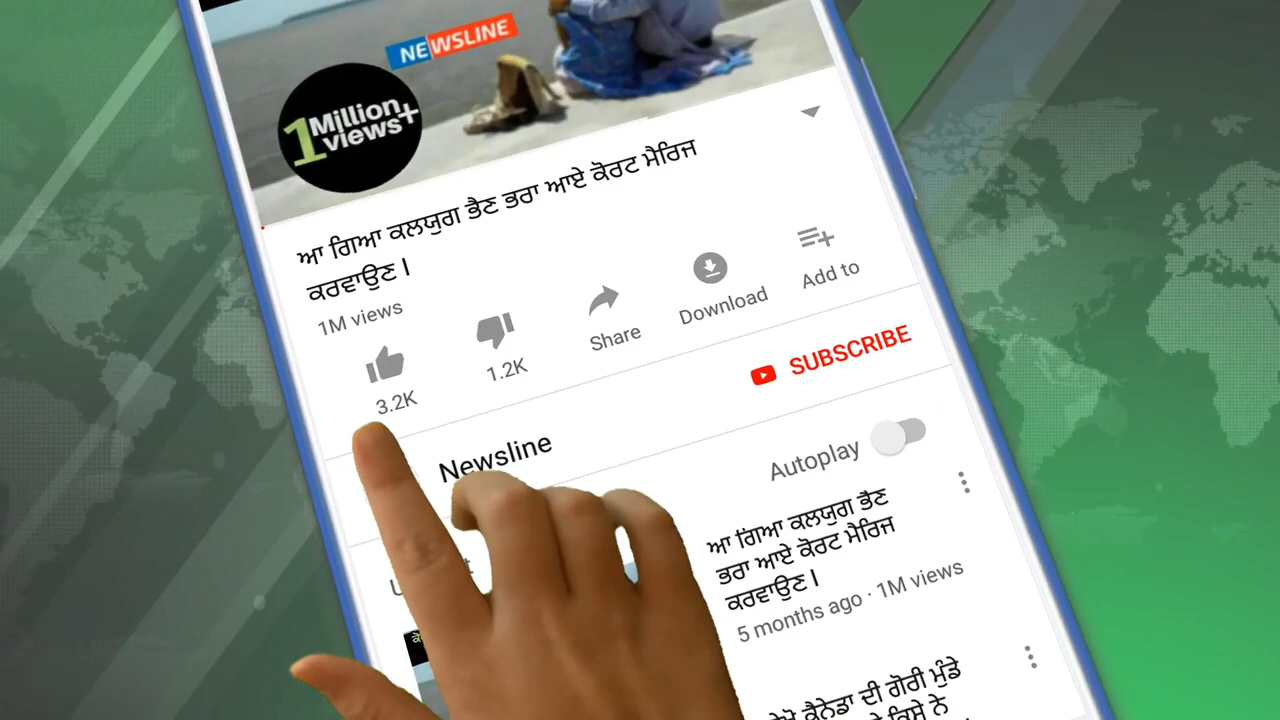 NEWSLINE
1 Million
views+
ਆ ਗਿਆ ਕਲਯੁਗ ਭੈਣ ਭਰਾ ਆਏ ਕੋਰਟ ਮੈਰਿਜ
ਕਰਵਾਉਣ ।
1M views
3.2K
1.2K
Share
Download
Add to
SUBSCRIBE
Newsline
Autoplay
ਆ ਗਿਆ ਕਲਯੁਗ ਭੈਣ
ਭਰਾ ਆਏ ਕੋਰਟ ਮੈਰਿਜ
ਕਰਵਾਉਣ ।
5 months ago · 1M views
ਕੈਨੇਡਾ ਦੀ ਗੋਰੀ ਮੁੰਡੇ
ਕਿਸੇ ਨੇ